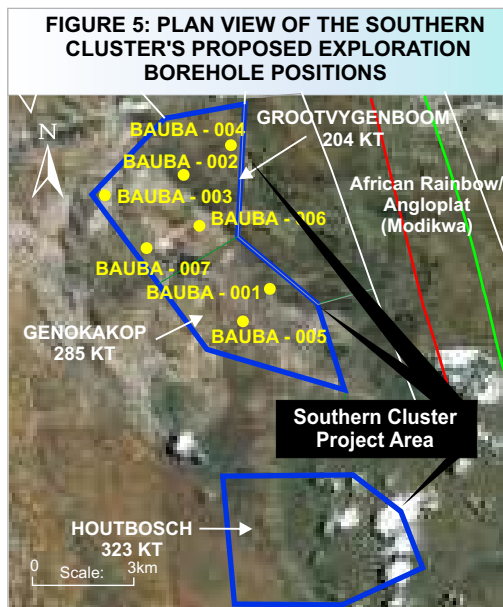 FIGURE 5: PLAN VIEW OF THE SOUTHERN
CLUSTER'S PROPOSED EXPLORATION
BOREHOLE POSITIONS
N
BAUBA - 004
GROOTVYGENBOOM
204 KT
BAUBA - 002
African Rainbow/
Angloplat
(Modikwa)
BAUBA - 003
BAUBA - 006
BAUBA - 007
BAUBA - 001
GENOKAKOP
285 KT
BAUBA - 005
Southern Cluster
Project Area
HOUTBOSCH
323 KT
0 3km
Scale: